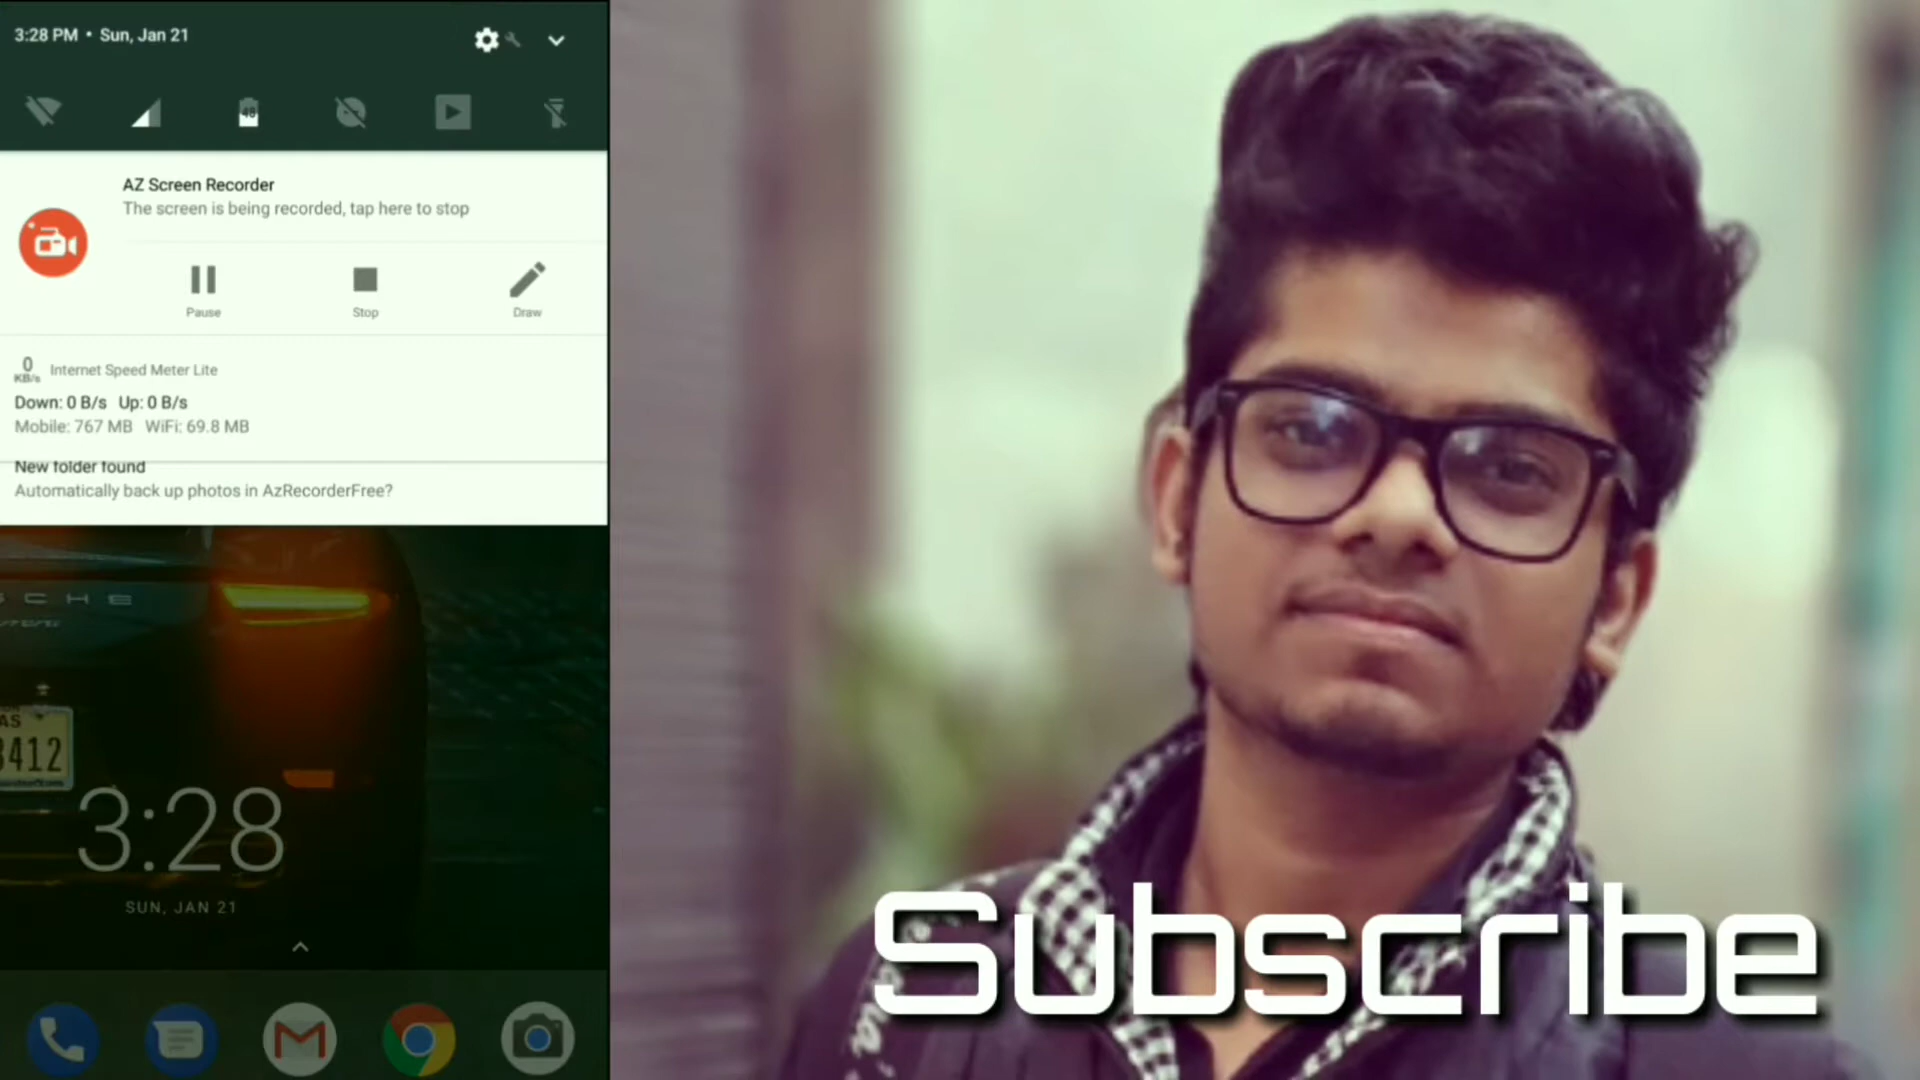 3:28 PM • Sun, Jan 21
48
AZ Screen Recorder
The screen is being recorded, tap here to stop
Pause
Stop
Draw
0
KB/s
Internet Speed Meter Lite
Down: 0 B/s Up: 0 B/s
Mobile: 767 MB WiFi: 69.8 MB
New folder found
Automatically back up photos in AzRecorderFree?
S C H E
AS
3412
3:28
SUN, JAN 21
Subscribe